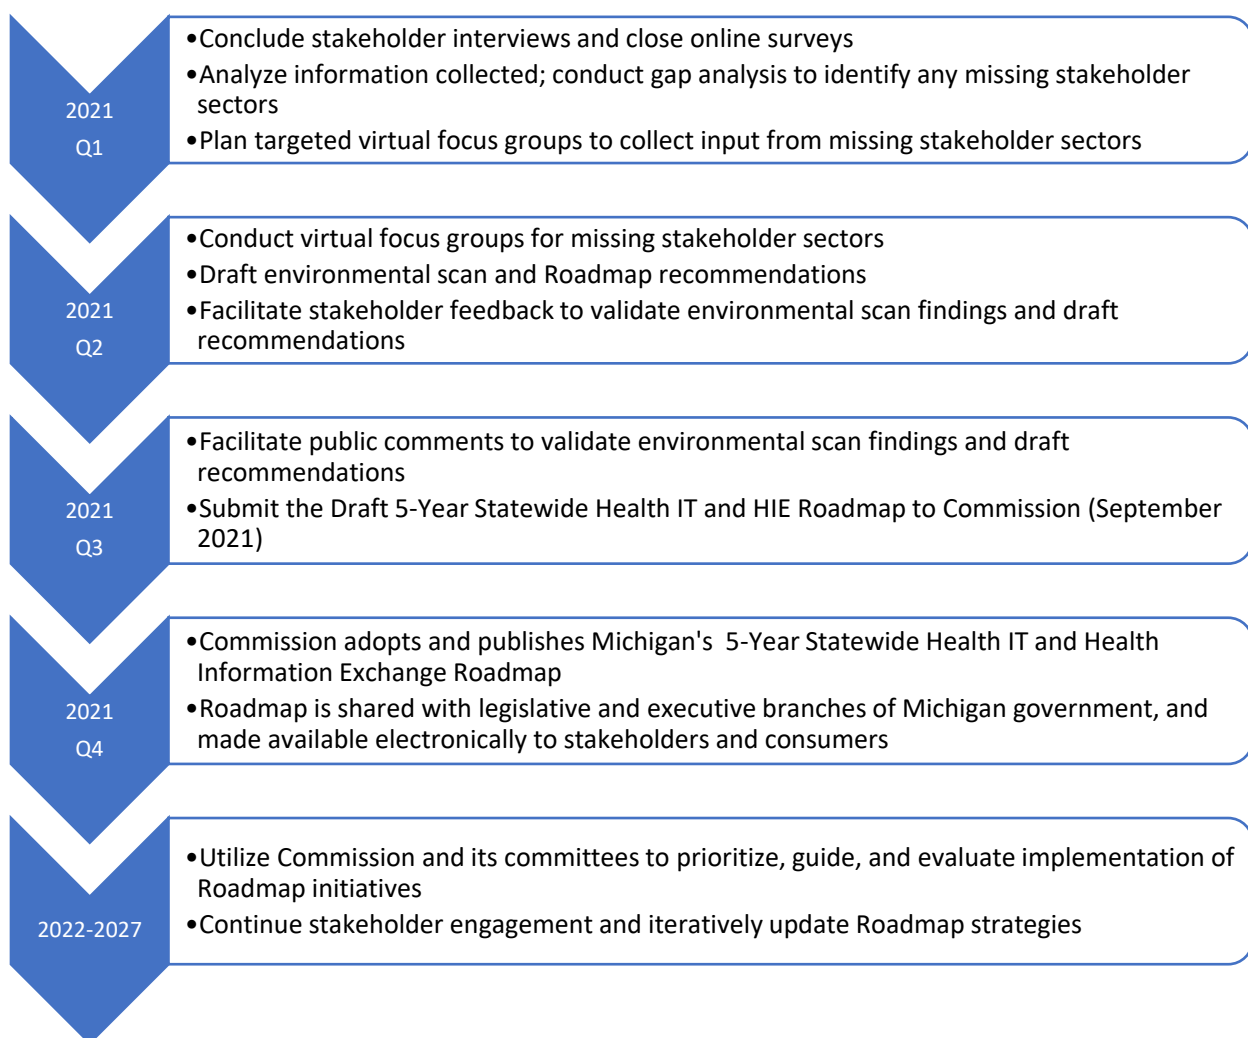 2021
Q1
•Conclude stakeholder interviews and close online surveys
•Analyze information collected; conduct gap analysis to identify any missing stakeholder
sectors
•Plan targeted virtual focus groups to collect input from missing stakeholder sectors
2021
Q2
•Conduct virtual focus groups for missing stakeholder sectors
•Draft environmental scan and Roadmap recommendations
•Facilitate stakeholder feedback to validate environmental scan findings and draft
recommendations
2021
Q3
•Facilitate public comments to validate environmental scan findings and draft
recommendations
•Submit the Draft 5-Year Statewide Health IT and HIE Roadmap to Commission (September
2021)
2021
Q4
•Commission adopts and publishes Michigan's  5-Year Statewide Health IT and Health
Information Exchange Roadmap
•Roadmap is shared with legislative and executive branches of Michigan government, and
made available electronically to stakeholders and consumers
2022-2027
•Utilize Commission and its committees to prioritize, guide, and evaluate implementation of
Roadmap initiatives
•Continue stakeholder engagement and iteratively update Roadmap strategies